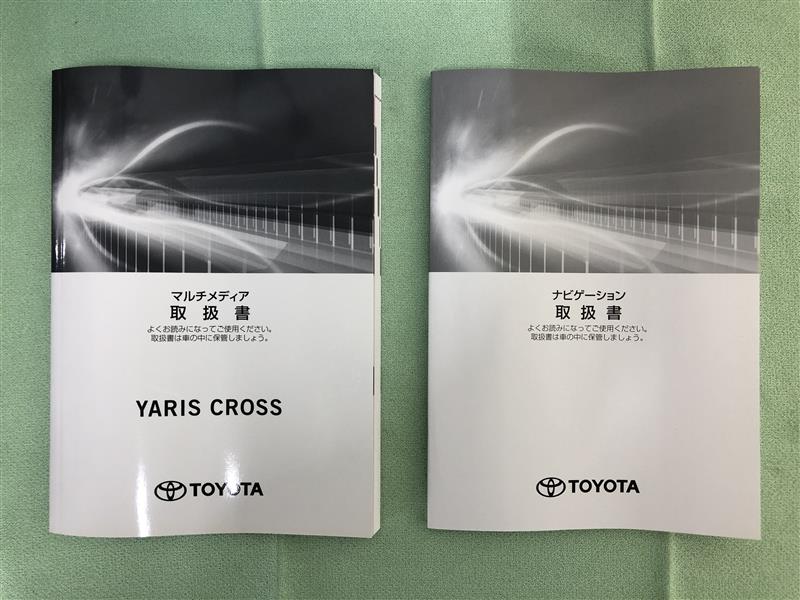 マルチメディア
取扱書
よくお読みになってご使用ください。
取扱書は車の中に保管しましょう。
YARIS CROSS
TOYOTA
ナビゲーション
取扱書
よくお読みになってご使用ください。
取扱書は車の中に保管しましょう。
TOYOTA